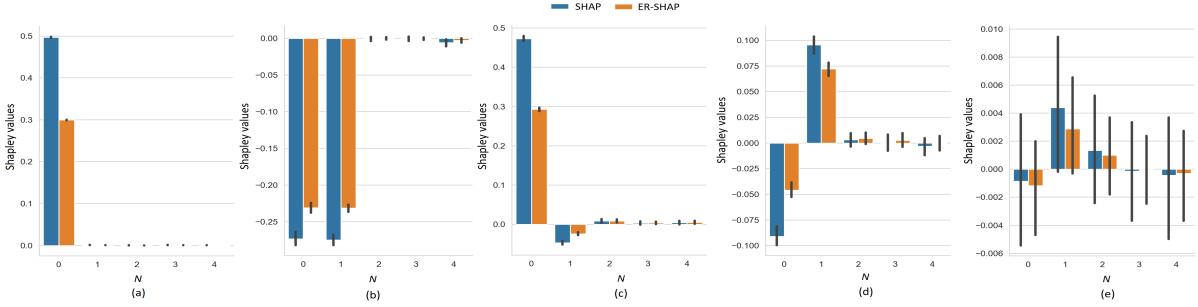 SHAP ER-SHAP
Shapley values
0.5
0.4
0.3
0.2
0.1
0.0
0 1 2 3 4
N
(a)
Shapley values
0.00
−0.05
−0.10
−0.15
−0.20
−0.25
0 1 2 3 4
N
(b)
Shapley values
0.5
0.4
0.3
0.2
0.1
0.0
0 1 2 3 4
N
(c)
Shapley values
0.100
0.075
0.050
0.025
0.000
−0.025
−0.050
−0.075
−0.100
0 1 2 3 4
N
(d)
Shapley values
0.010
0.008
0.006
0.004
0.002
0.000
−0.002
−0.004
−0.006
0 1 2 3 4
N
(e)